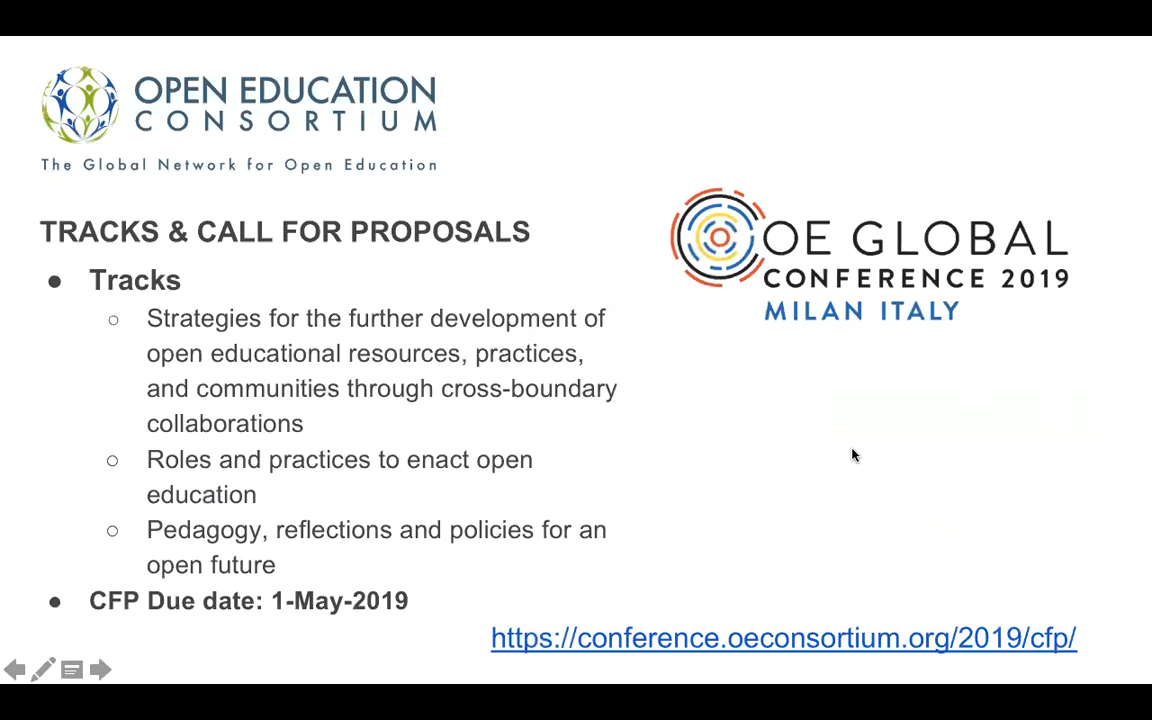 OPEN EDUCATION
CONSORTIUM
The Global Network for Open Education
TRACKS & CALL FOR PROPOSALS
OE GLOBAL
CONFERENCE 2019
MILAN ITALY
● Tracks
○ Strategies for the further development of
open educational resources, practices,
and communities through cross-boundary
collaborations
○ Roles and practices to enact open
education
○ Pedagogy, reflections and policies for an
open future
● CFP Due date: 1-May-2019
https://conference.oeconsortium.org/2019/cfp/